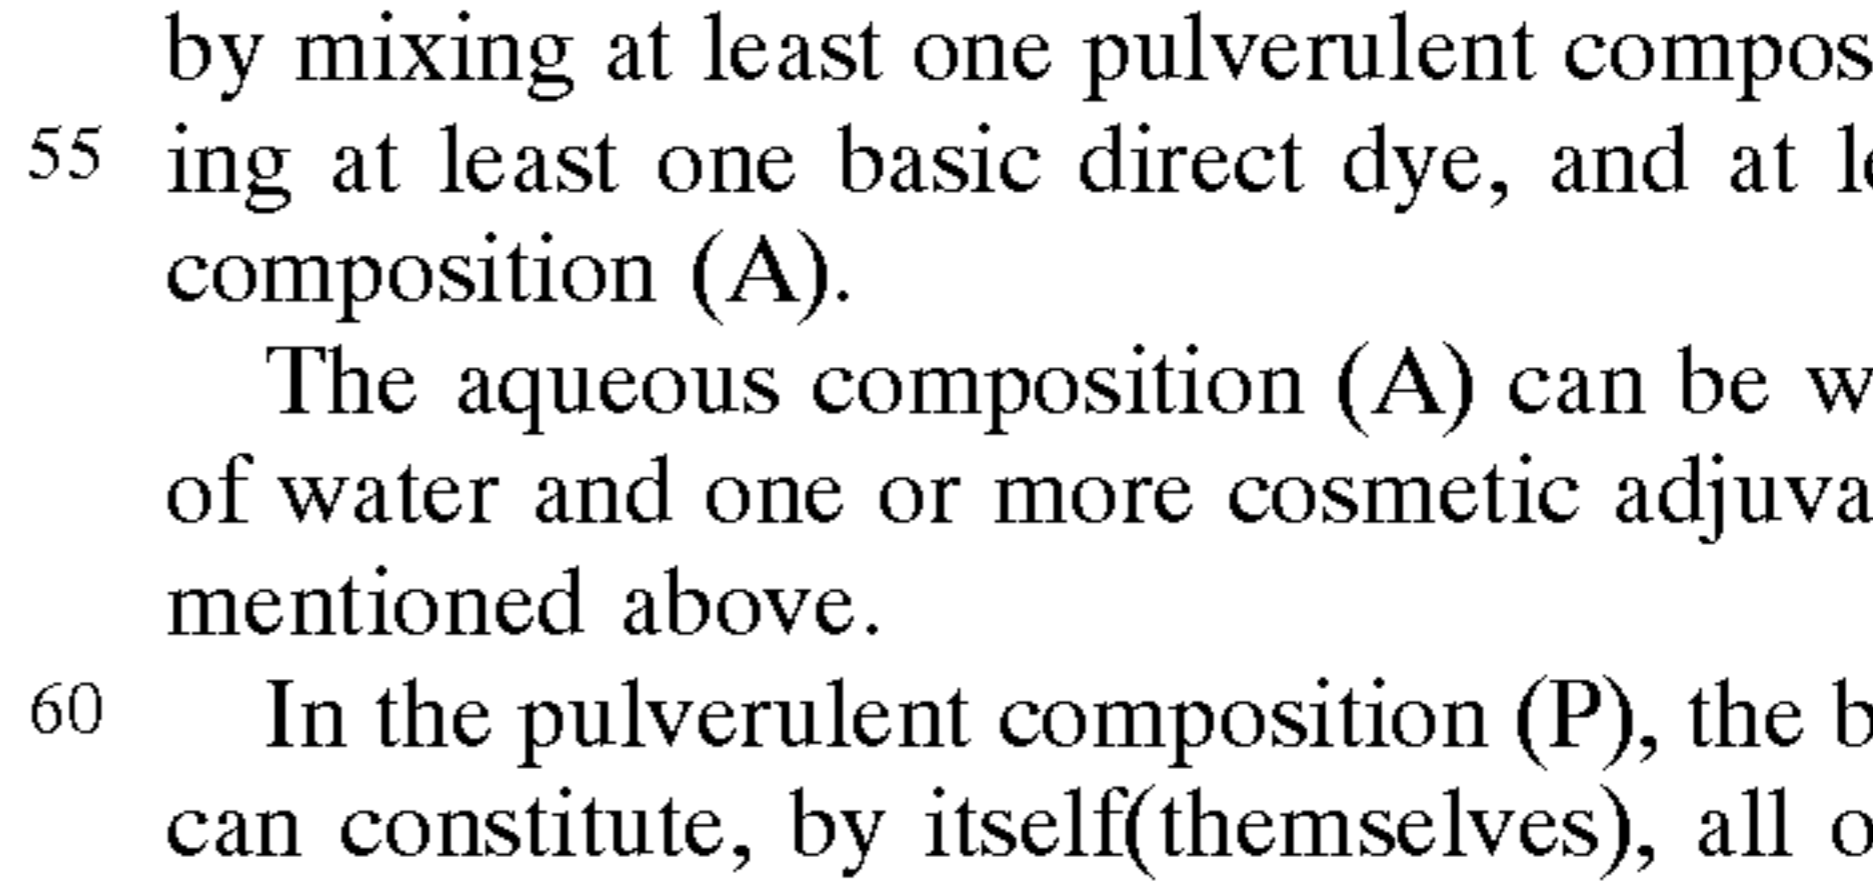 by mixing at least one pulverulent compos
55 ing at least one basic direct dye, and at le
composition (A).
The aqueous composition (A) can be w
of water and one or more cosmetic adjuva
mentioned above.
60 In the pulverulent composition (P), the b
can constitute, by itself(themselves), all o